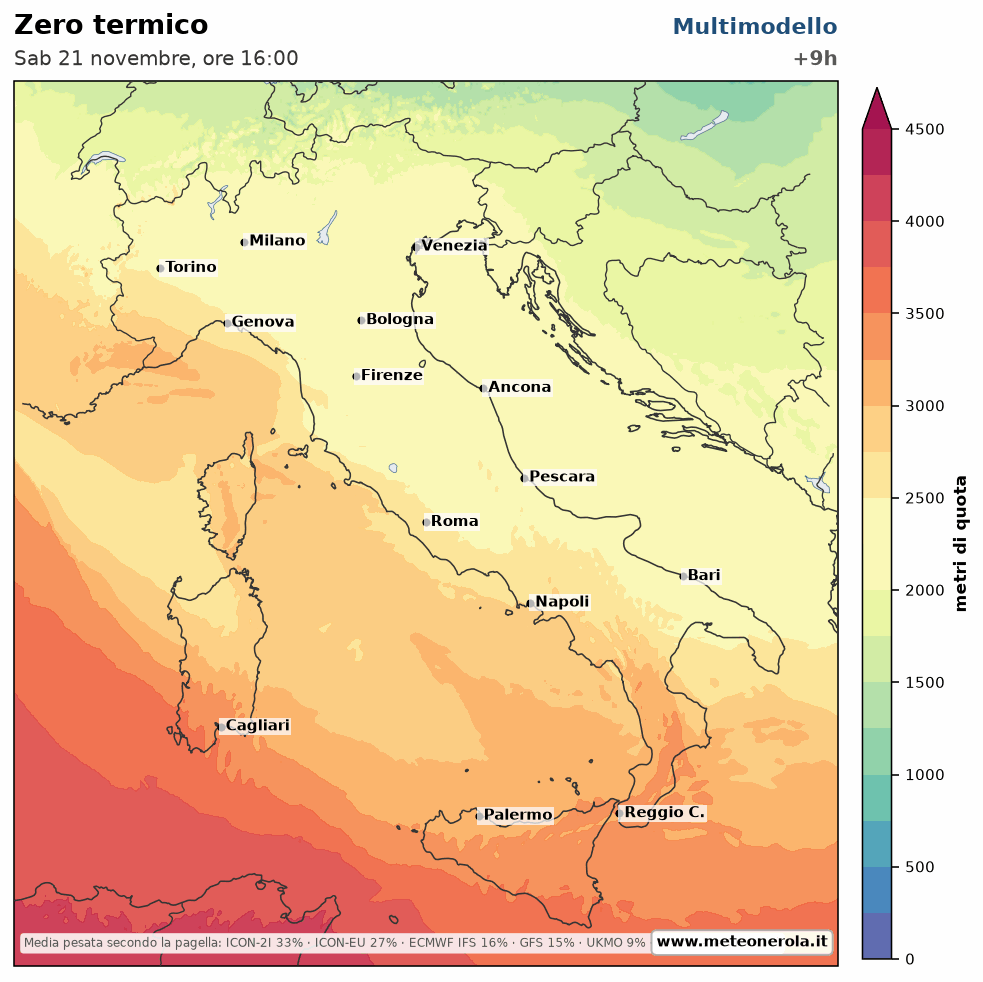 Zero termico
Multimodello
Sab 21 novembre, ore 16:00
+9h
4500
4000
3500
3000
2500
2000
1500
1000
500
0
metri di quota
Milano
Venezia
Torino
Genova
Bologna
Firenze
Ancona
Pescara
Roma
Bari
Napoli
Cagliari
Palermo
Reggio C.
Media pesata secondo la pagella: ICON-2I 33% · ICON-EU 27% · ECMWF IFS 16% · GFS 15% · UKMO 9%
www.meteonerola.it